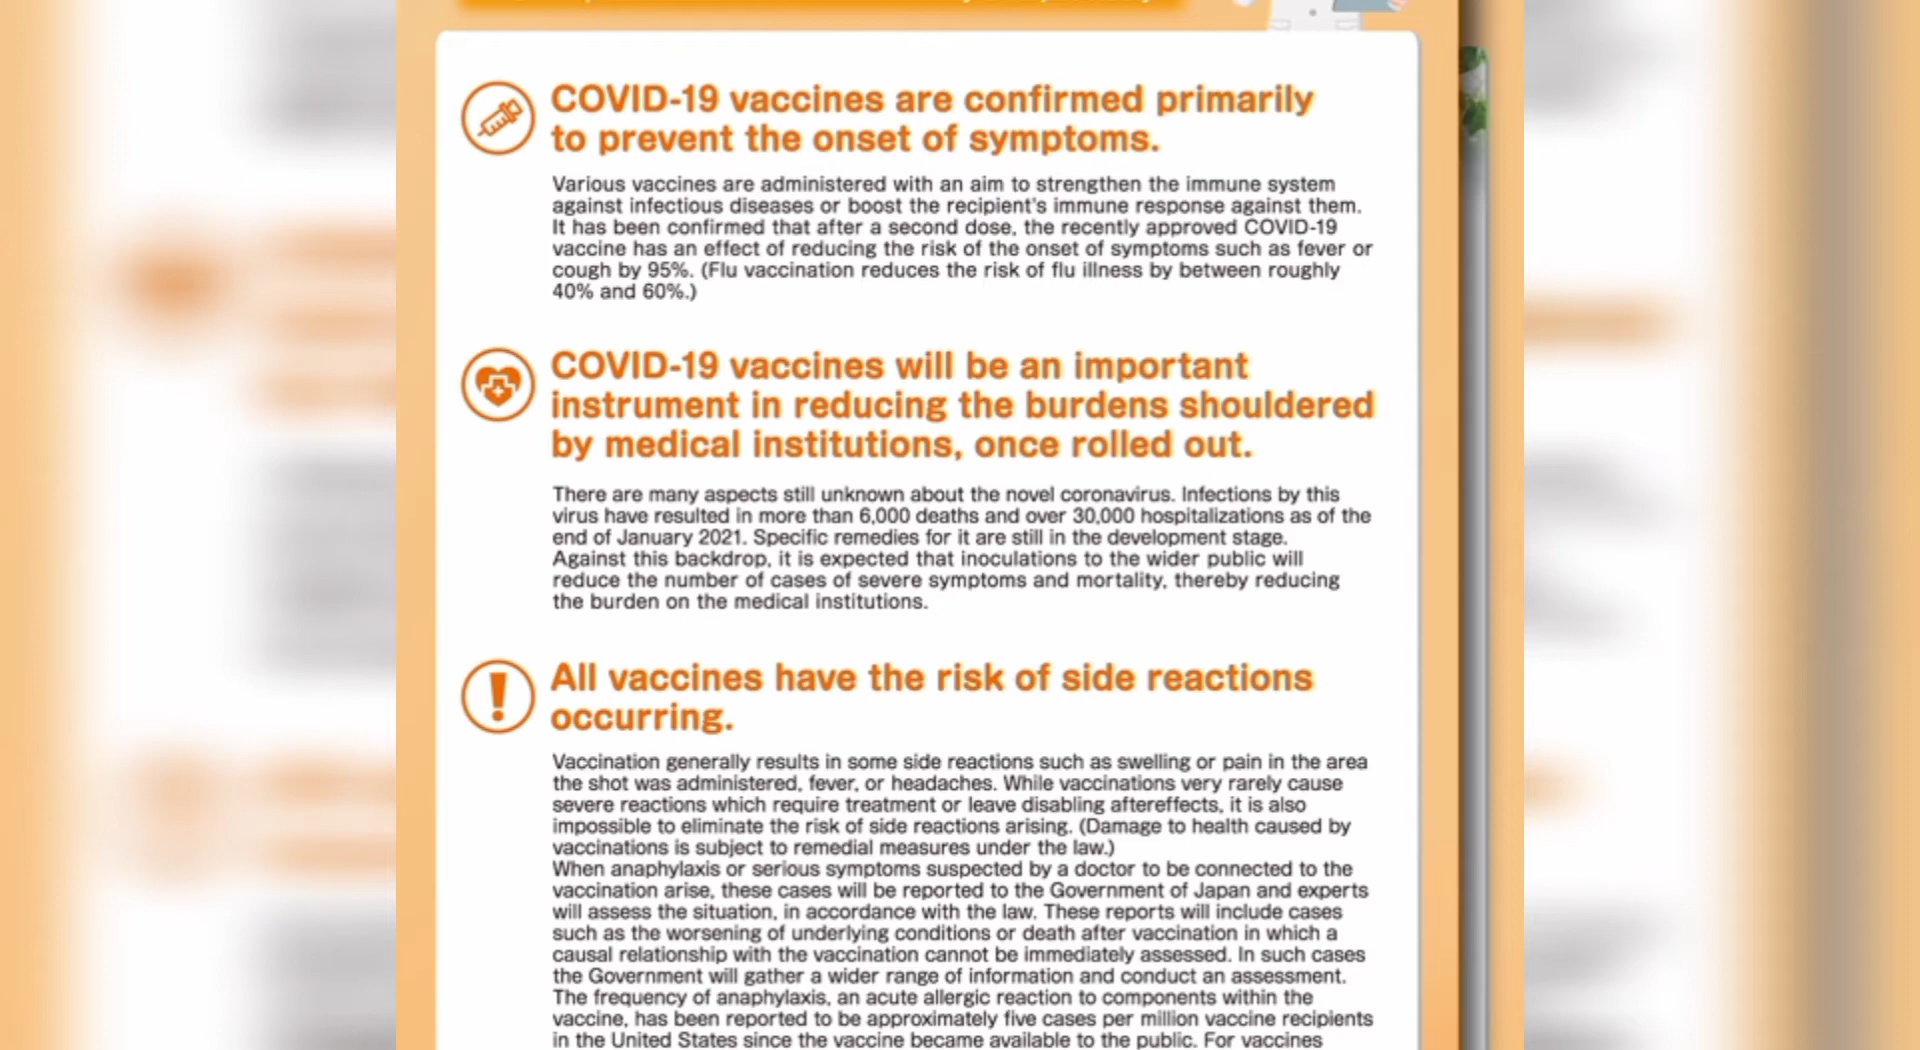 COVID-19 vaccines are confirmed primarily
to prevent the onset of symptoms.
Various vaccines are administered with an aim to strengthen the immune system
against infectious diseases or boost the recipient's immune response against them.
It has been confirmed that after a second dose, the recently approved COVID-19
vaccine has an effect of reducing the risk of the onset of symptoms such as fever or
cough by 95%. (Flu vaccination reduces the risk of flu illness by between roughly
40% and 60%.)
COVID-19 vaccines will be an important
instrument in reducing the burdens shouldered
by medical institutions, once rolled out.
There are many aspects still unknown about the novel coronavirus. Infections by this
virus have resulted in more than 6,000 deaths and over 30,000 hospitalizations as of the
end of January 2021. Specific remedies for it are still in the development stage.
Against this backdrop, it is expected that inoculations to the wider public will
reduce the number of cases of severe symptoms and mortality, thereby reducing
the burden on the medical institutions.
All vaccines have the risk of side reactions
occurring.
Vaccination generally results in some side reactions such as swelling or pain in the area
the shot was administered, fever, or headaches. While vaccinations very rarely cause
severe reactions which require treatment or leave disabling aftereffects, it is also
impossible to eliminate the risk of side reactions arising. (Damage to health caused by
vaccinations is subject to remedial measures under the law.)
When anaphylaxis or serious symptoms suspected by a doctor to be connected to the
vaccination arise, these cases will be reported to the Government of Japan and experts
will assess the situation, in accordance with the law. These reports will include cases
such as the worsening of underlying conditions or death after vaccination in which a
causal relationship with the vaccination cannot be immediately assessed. In such cases
the Government will gather a wider range of information and conduct an assessment.
The frequency of anaphylaxis, an acute allergic reaction to components within the
vaccine, has been reported to be approximately five cases per million vaccine recipients
in the United States since the vaccine became available to the public. For vaccines